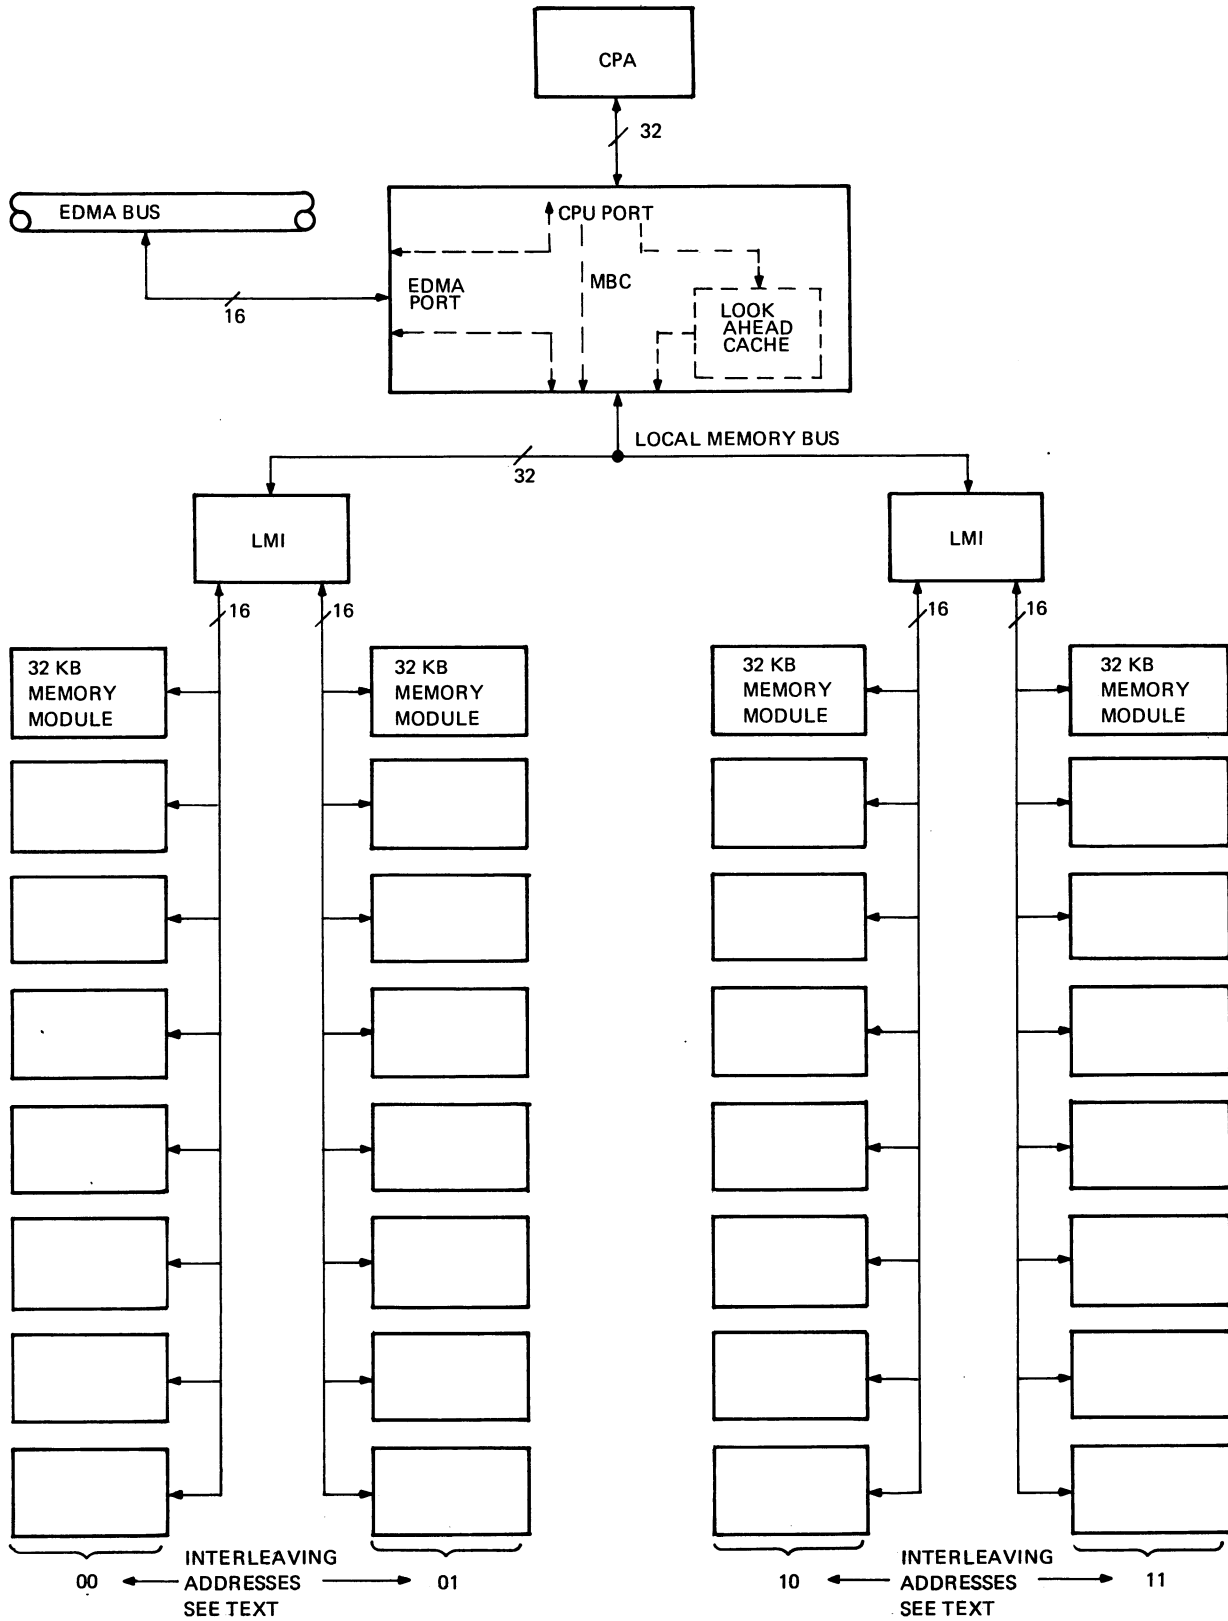 CPA
32
EDMA BUS
CPU PORT
EDMA
PORT
MBC
16
LOOK
AHEAD
CACHE
LOCAL MEMORY BUS
32
LMI
LMI
16
16
16
16
32 KB
MEMORY
MODULE
32 KB
MEMORY
MODULE
32 KB
MEMORY
MODULE
32 KB
MEMORY
MODULE
00
INTERLEAVING
ADDRESSES
SEE TEXT
01
10
INTERLEAVING
ADDRESSES
SEE TEXT
11